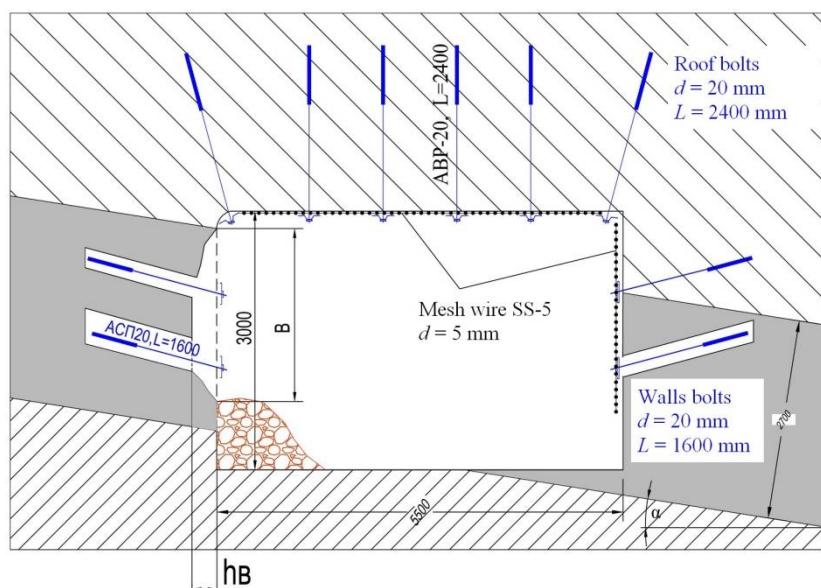 Roof bolts
d = 20 mm
L = 2400 mm
АВР-20, L=2400
Mesh wire SS-5
d = 5 mm
3000
B
АСП20,L=1600
Walls bolts
d = 20 mm
L = 1600 mm
2700
5500
α
hв